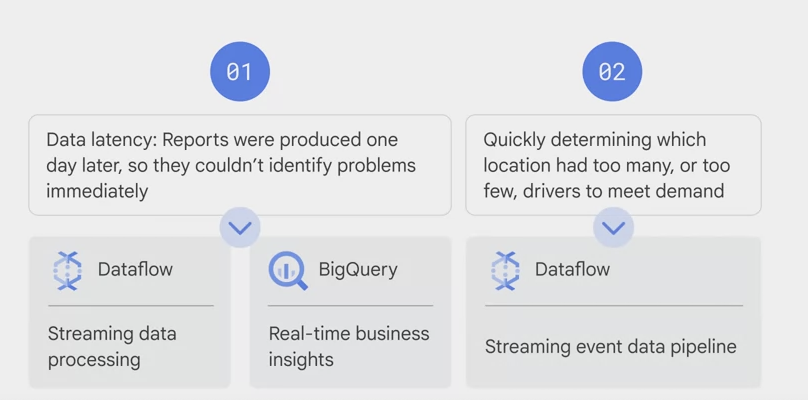 01
Data latency: Reports were produced one
day later, so they couldn’t identify problems
immediately
Dataflow
Streaming data
processing
BigQuery
Real-time business
insights
02
Quickly determining which
location had too many, or too
few, drivers to meet demand
Dataflow
Streaming event data pipeline